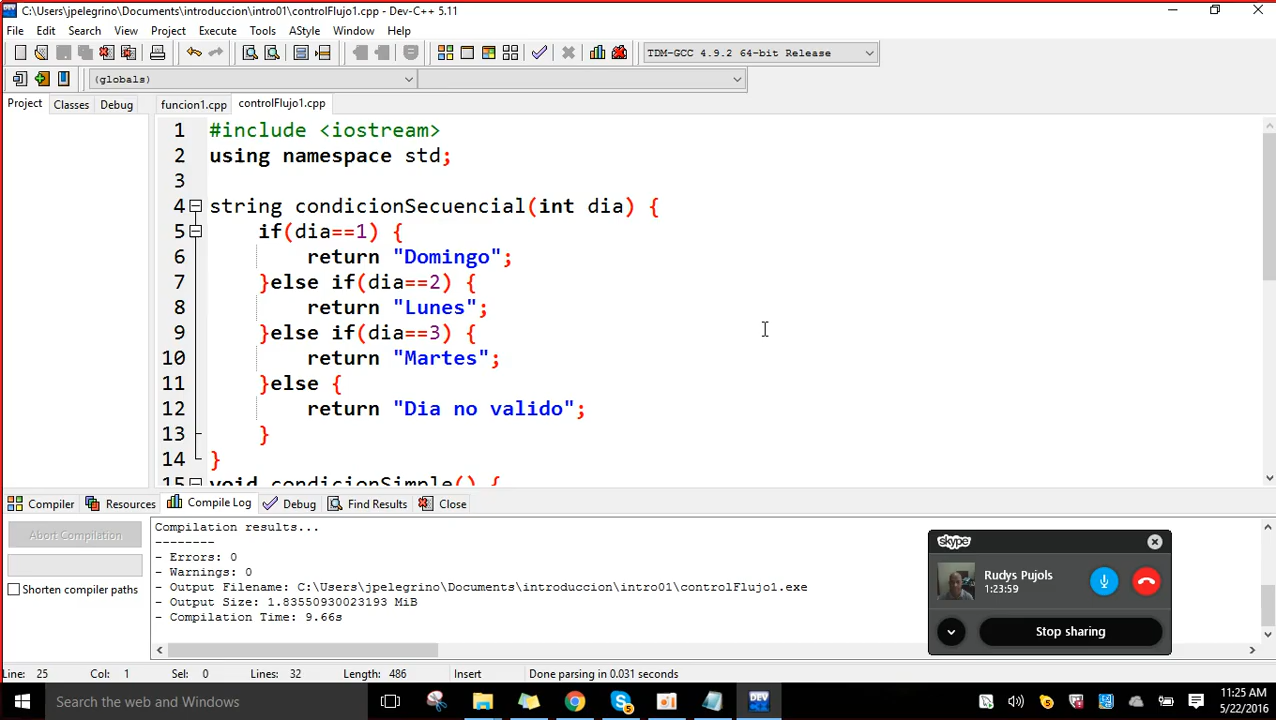 C:\Users\jpelegrino\Documents\introduccion\intro01\controlFlujo1.cpp - Dev-C++ 5.11
File Edit Search View Project Execute Tools AStyle Window Help
TDM-GCC 4.9.2 64-bit Release
(globals)
Project Classes Debug funcion1.cpp controlFlujo1.cpp
1 #include <iostream>
2 using namespace std;
3
4 string condicionSecuencial(int dia) {
5 if(dia==1) {
6 return "Domingo";
7 }else if(dia==2) {
8 return "Lunes";
9 }else if(dia==3) {
10 return "Martes";
11 }else {
12 return "Dia no valido";
13 }
14 }
15 void condicionSimple() {
Compiler Resources Compile Log Debug Find Results Close
Abort Compilation
Shorten compiler paths
Compilation results...
--------
- Errors: 0
- Warnings: 0
- Output Filename: C:\Users\jpelegrino\Documents\introduccion\intro01\controlFlujo1.exe
- Output Size: 1.83550930023193 MiB
- Compilation Time: 9.66s
skype
Rudys Pujols
1:23:59
Stop sharing
Line: 25 Col: 1 Sel: 0 Lines: 32 Length: 486 Insert Done parsing in 0.031 seconds
Search the web and Windows
5
DEV
5
11:25 AM
5/22/2016